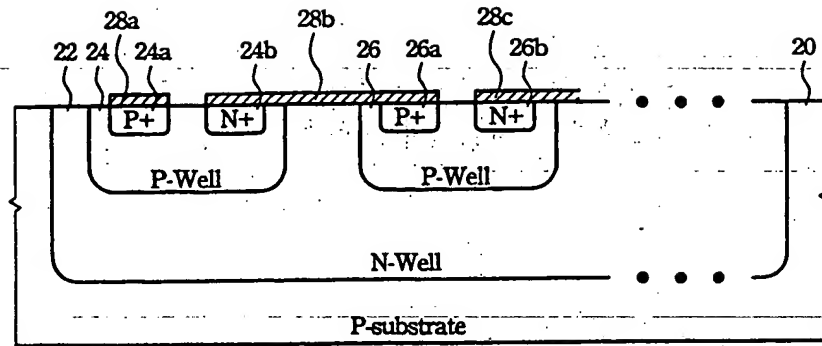 28a 28b 28c
22 24 24a 24b 26 26a 26b 20
P+ N+ P+ N+
P-Well P-Well
N-Well
P-substrate